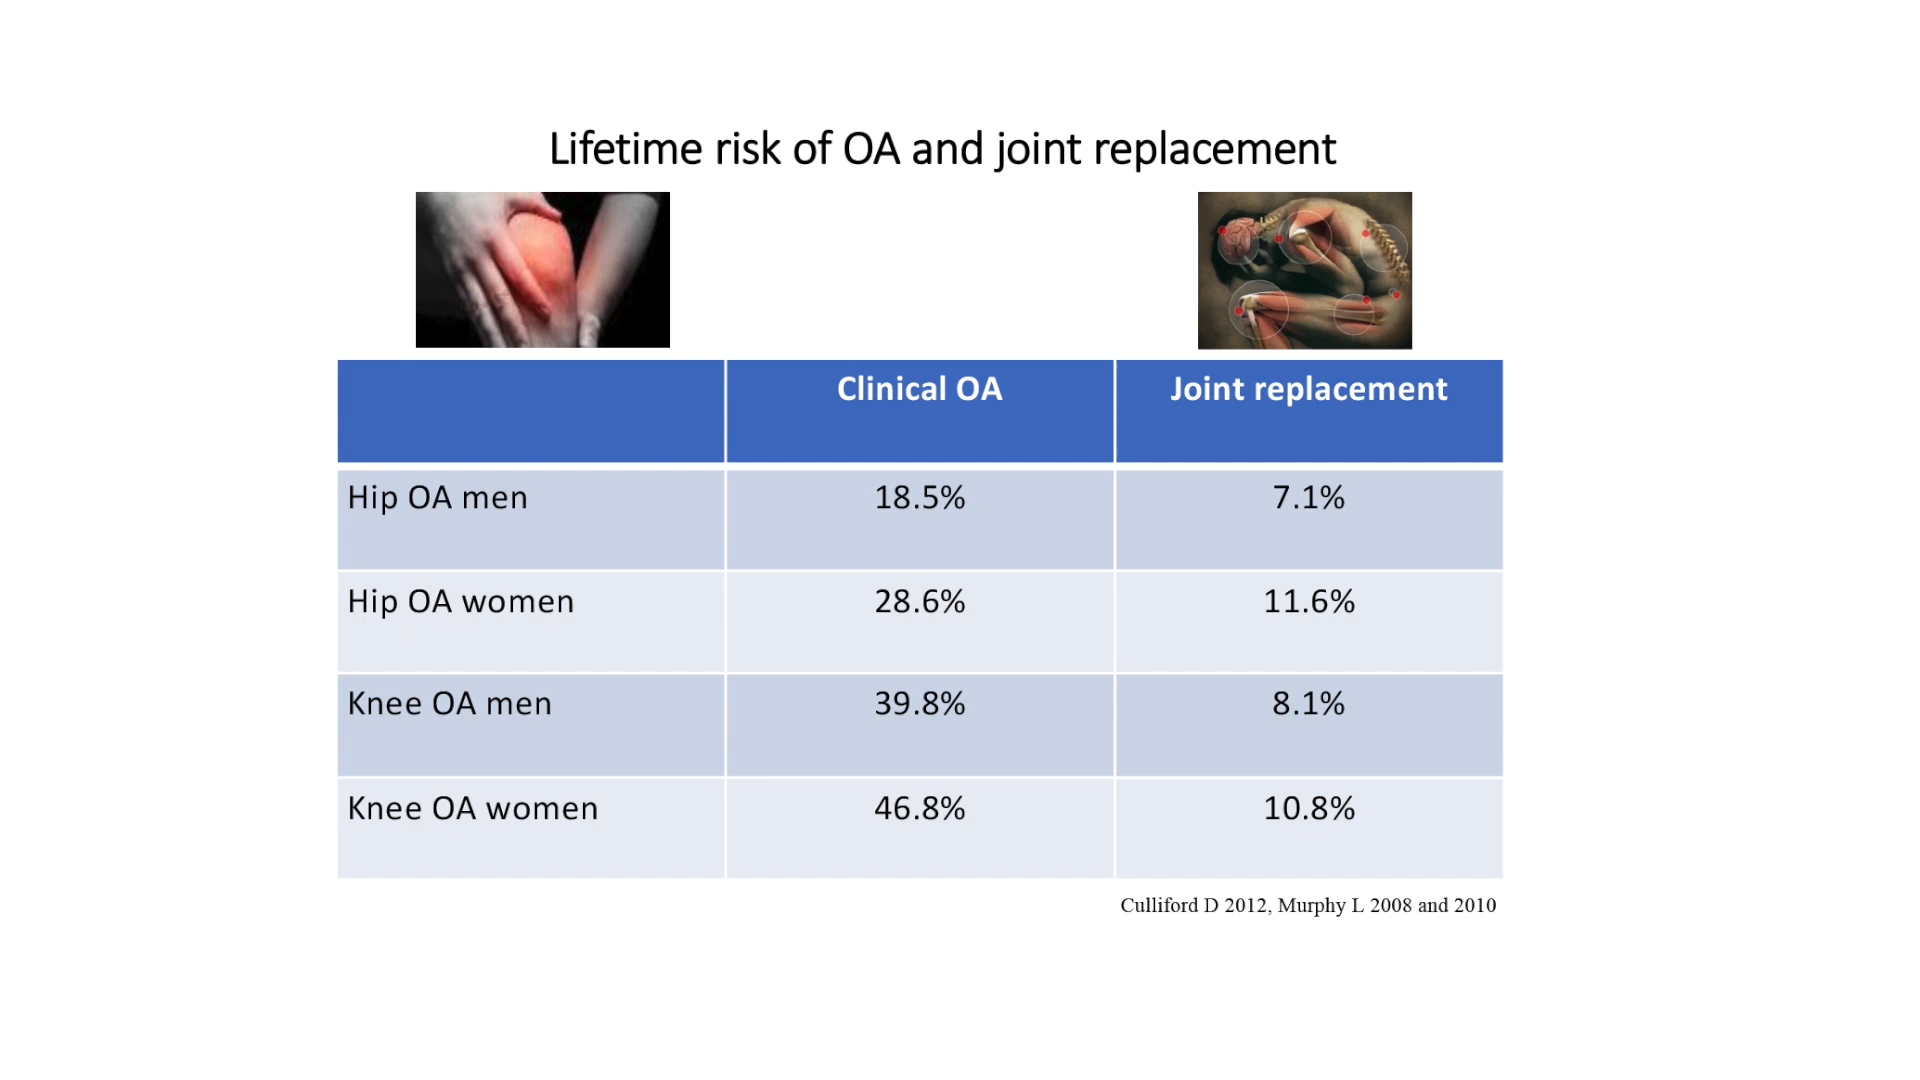 Lifetime risk of OA and joint replacement
Clinical OA Joint replacement
Hip OA men 18.5% 7.1%
Hip OA women 28.6% 11.6%
Knee OA men 39.8% 8.1%
Knee OA women 46.8% 10.8%
Culliford D 2012, Murphy L 2008 and 2010